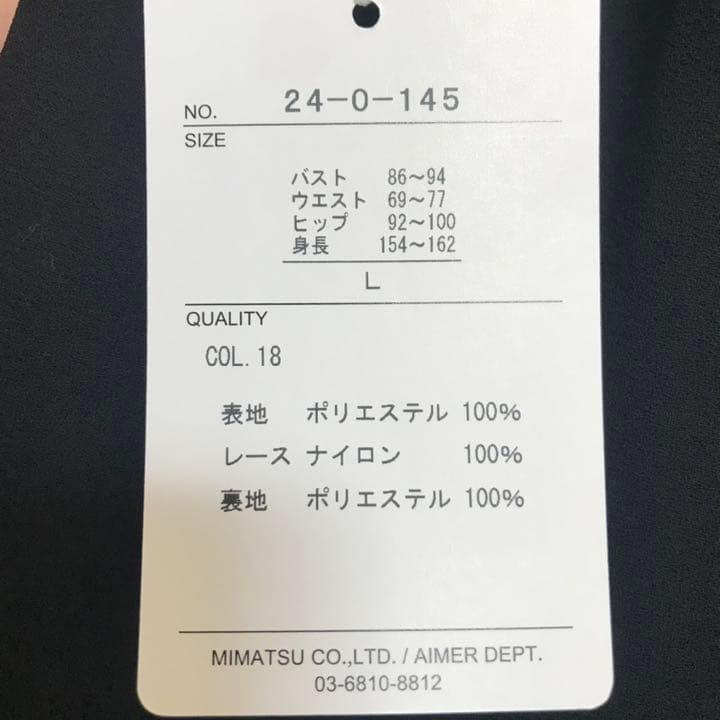 NO. 24-0-145
SIZE
バスト 86～94
ウエスト 69～77
ヒップ 92～100
身長 154～162
L
QUALITY
COL.18
表地 ポリエステル 100%
レース ナイロン 100%
裏地 ポリエステル 100%
MIMATSU CO.,LTD. / AIMER DEPT.
03-6810-8812